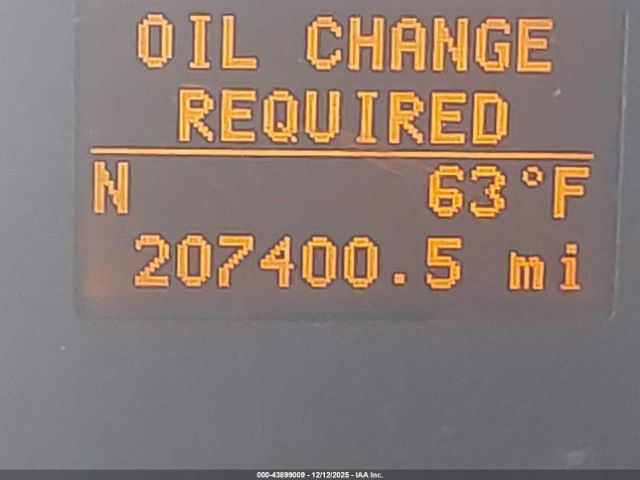 OIL CHANGE
REQUIRED
N 63°F
207400.5 mi
000-43899009 - 12/12/2025 - IAA Inc.